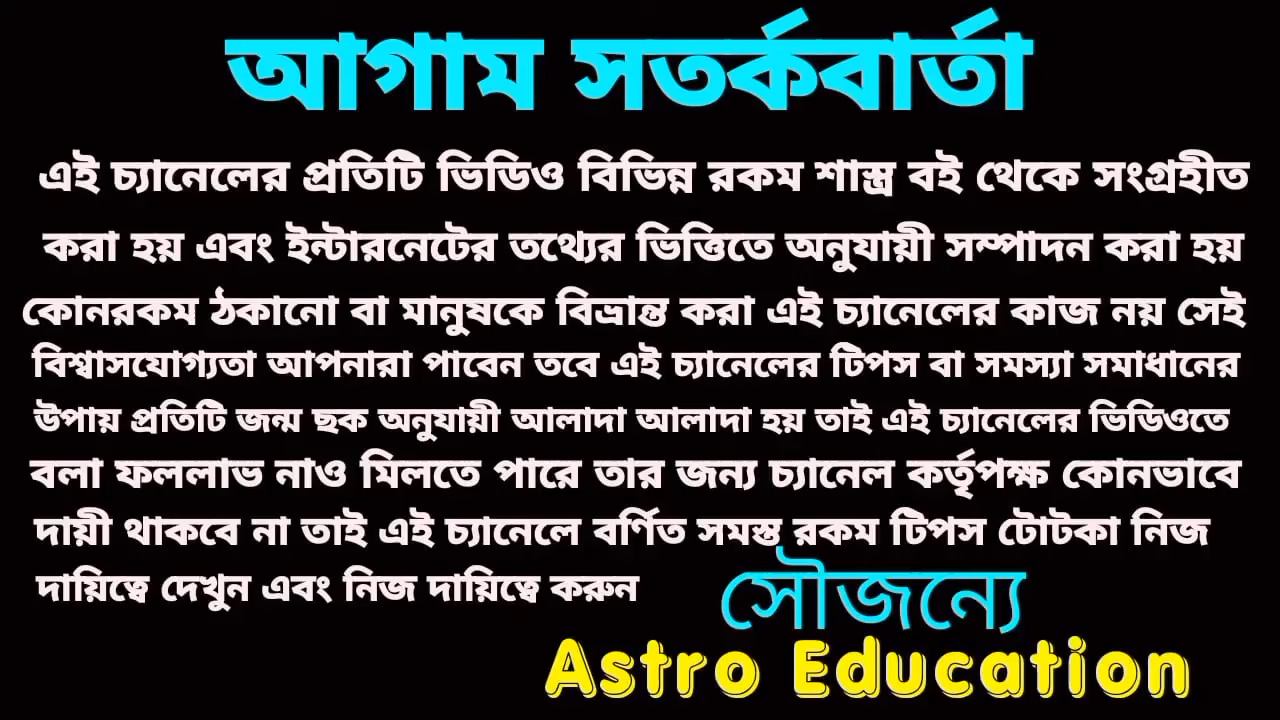 আগাম সতর্কবার্তা
এই চ্যানেলের প্রতিটি ভিডিও বিভিন্ন রকম শাস্ত্র বই থেকে সংগ্রহীত
করা হয় এবং ইন্টারনেটের তথ্যের ভিত্তিতে অনুযায়ী সম্পাদন করা হয়
কোনরকম ঠকানো বা মানুষকে বিভ্রান্ত করা এই চ্যানেলের কাজ নয় সেই
বিশ্বাসযোগ্যতা আপনারা পাবেন তবে এই চ্যানেলের টিপস বা সমস্যা সমাধানের
উপায় প্রতিটি জন্ম ছক অনুযায়ী আলাদা আলাদা হয় তাই এই চ্যানেলের ভিডিওতে
বলা ফললাভ নাও মিলতে পারে তার জন্য চ্যানেল কর্তৃপক্ষ কোনভাবে
দায়ী থাকবে না তাই এই চ্যানেলে বর্ণিত সমস্ত রকম টিপস টোটকা নিজ
দায়িত্বে দেখুন এবং নিজ দায়িত্বে করুন
সৌজন্যে
Astro Education